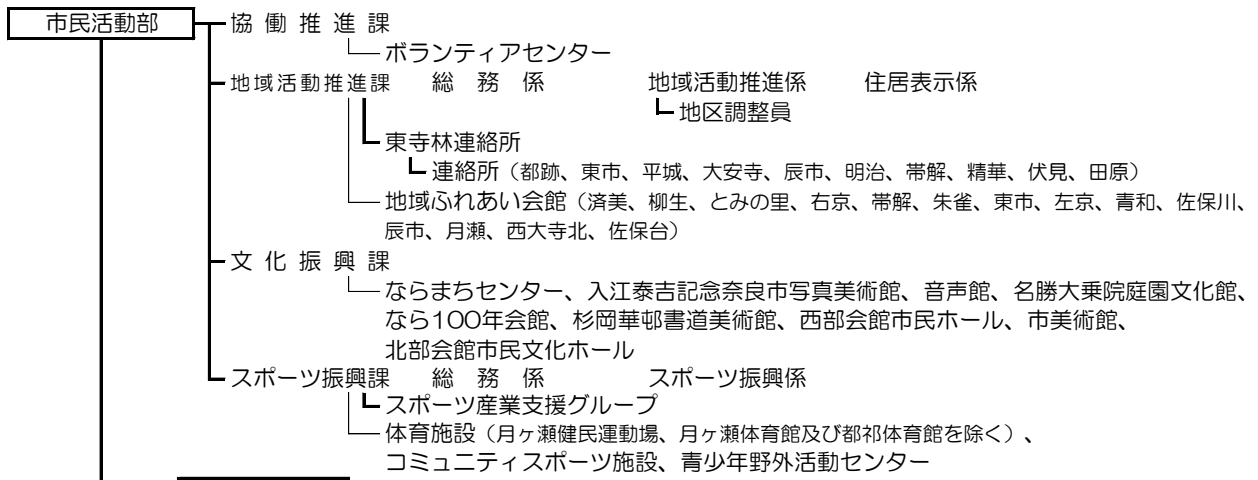 市民活動部 協働推進課
ボランティアセンター
地域活動推進課 総務係 地域活動推進係 住居表示係
地区調整員
東寺林連絡所
連絡所（都跡、東市、平城、大安寺、辰市、明治、帯解、精華、伏見、田原）
地域ふれあい会館（済美、柳生、とみの里、右京、帯解、朱雀、東市、左京、青和、佐保川、
辰市、月瀬、西大寺北、佐保台）
文化振興課
ならまちセンター、入江泰吉記念奈良市写真美術館、音声館、名勝大乗院庭園文化館、
なら100年会館、杉岡華邨書道美術館、西部会館市民ホール、市美術館、
北部会館市民文化ホール
スポーツ振興課 総務係 スポーツ振興係
スポーツ産業支援グループ
体育施設（月ヶ瀬健民運動場、月ヶ瀬体育館及び都祁体育館を除く）、
コミュニティスポーツ施設、青少年野外活動センター